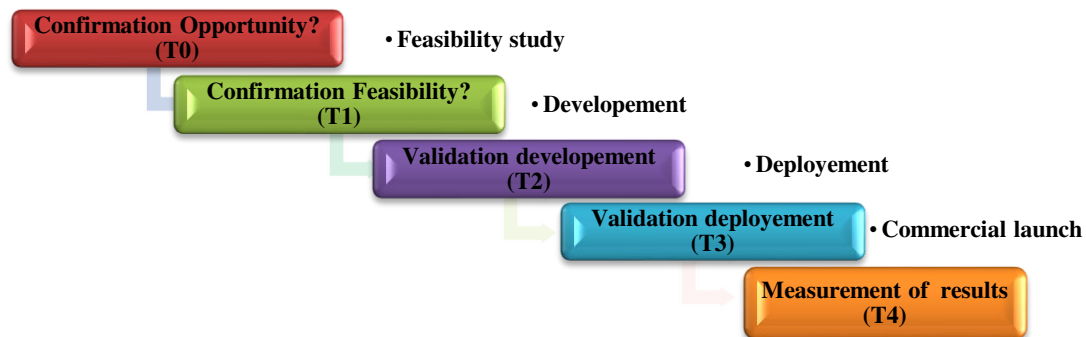 Confirmation Opportunity?
(T0)
• Feasibility study
Confirmation Feasibility?
(T1)
• Developement
Validation developement
(T2)
• Deployement
Validation deployement
(T3)
• Commercial launch
Measurement of results
(T4)